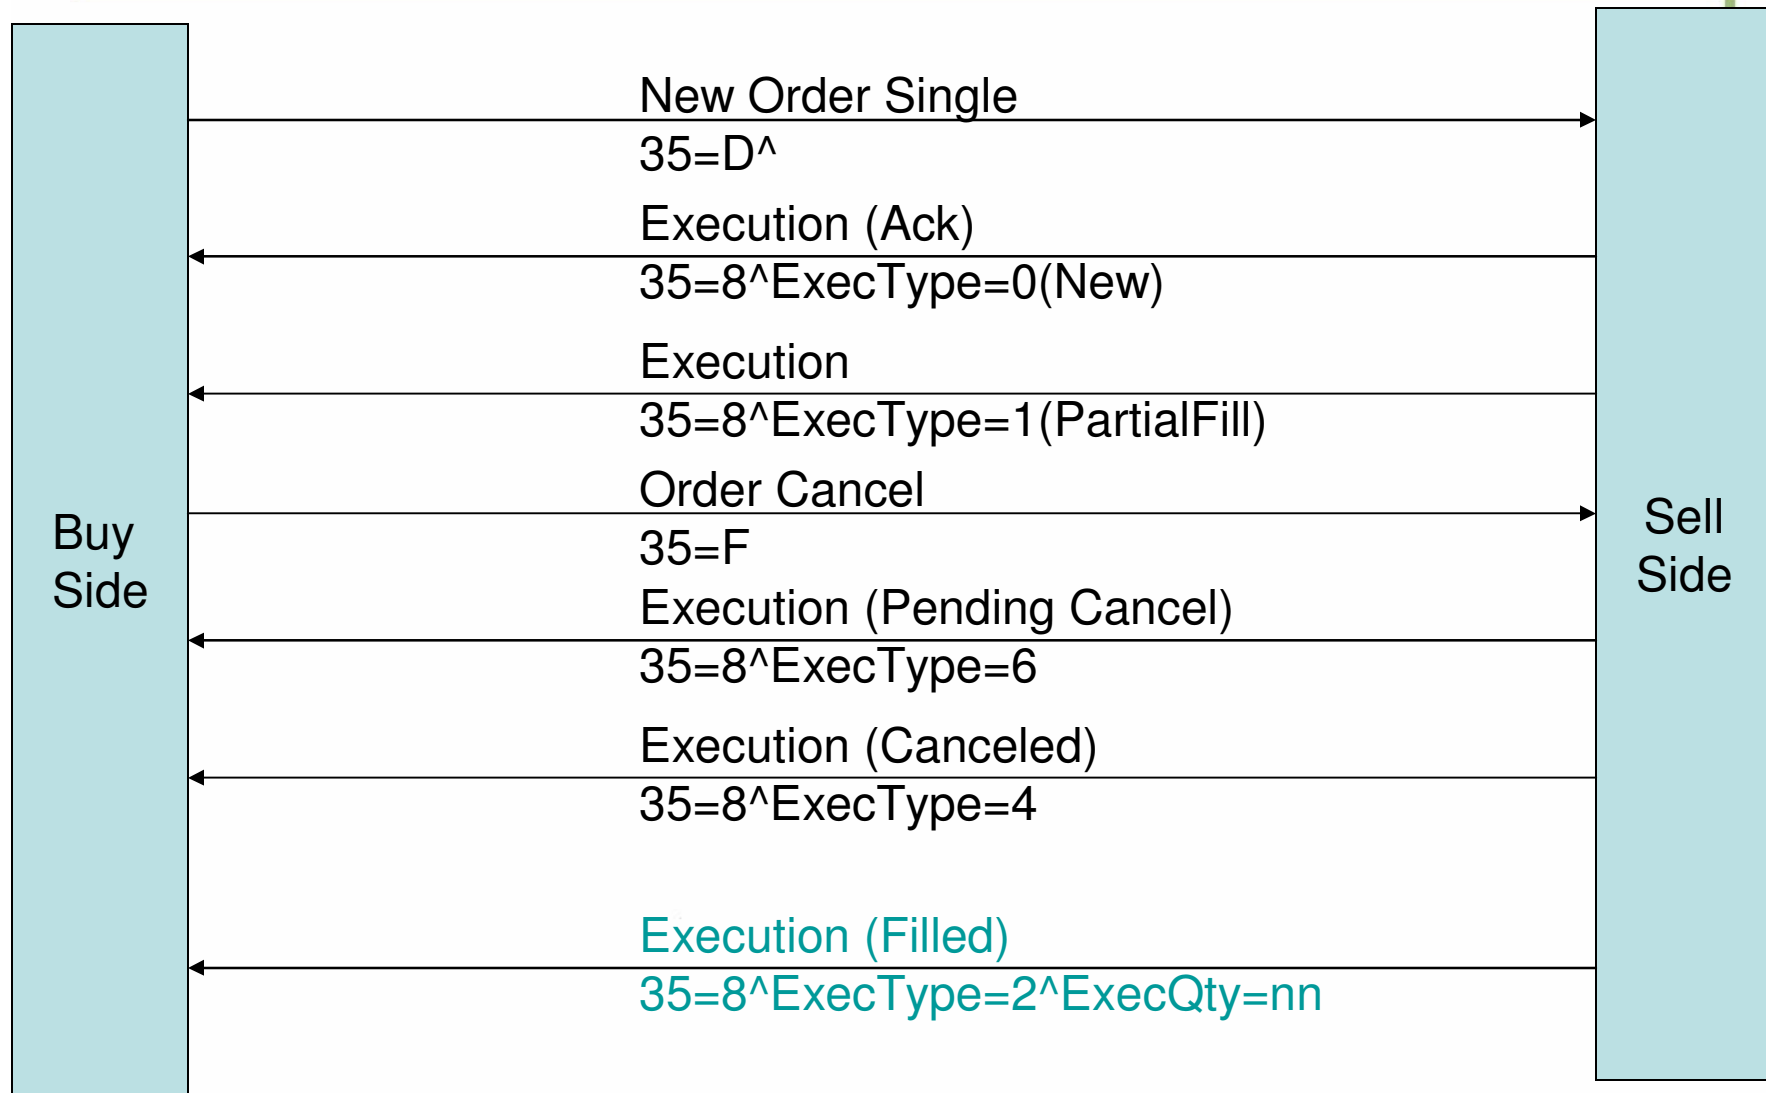 New Order Single
35=D^
Execution (Ack)
35=8^ExecType=0(New)
Execution
35=8^ExecType=1(PartialFill)
Order Cancel
35=F
Buy
Side
Sell
Side
Execution (Pending Cancel)
35=8^ExecType=6
Execution (Canceled)
35=8^ExecType=4
Execution (Filled)
35=8^ExecType=2^ExecQty=nn